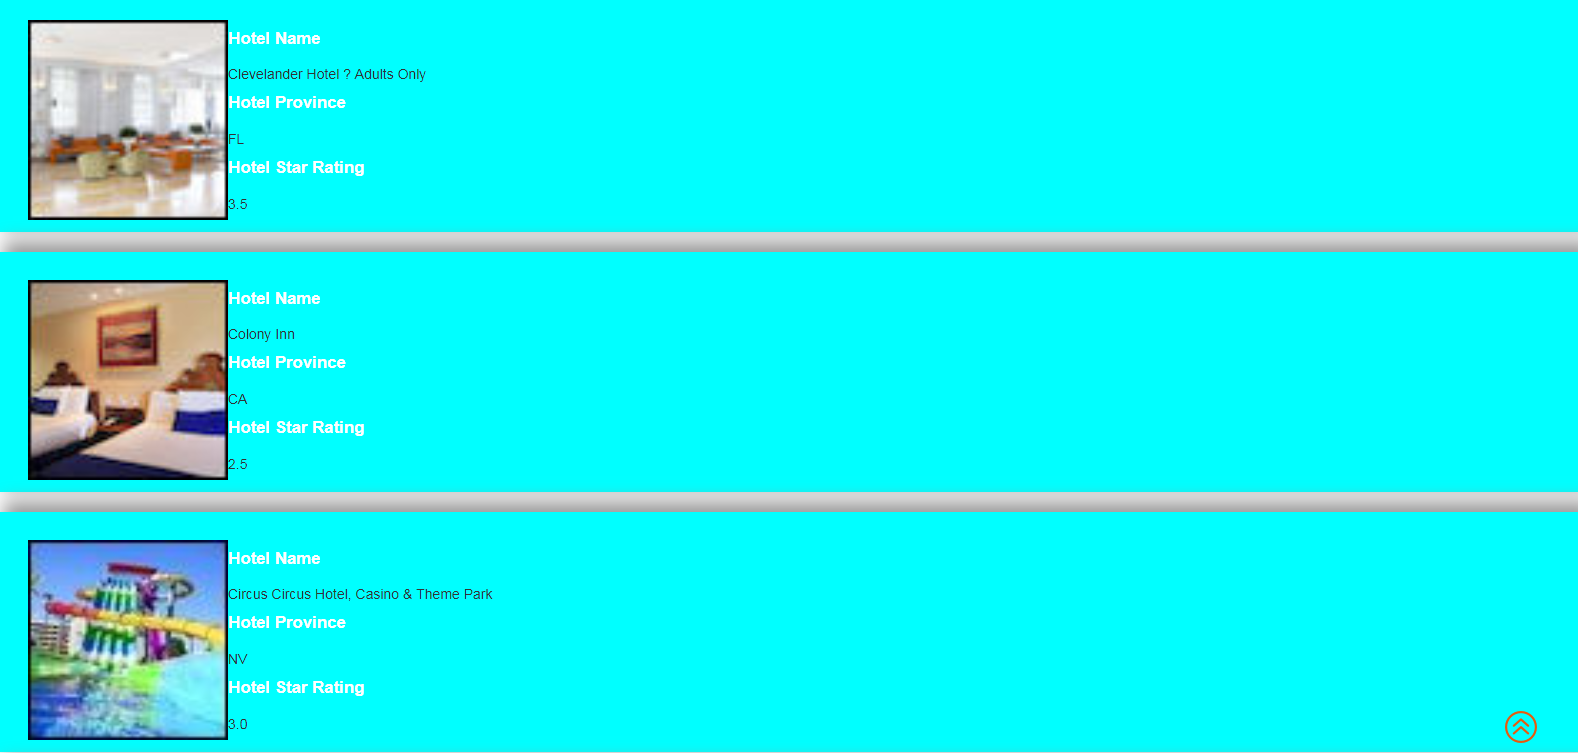 Hotel Name
Clevelander Hotel ? Adults Only
Hotel Province
FL
Hotel Star Rating
3.5
Hotel Name
Colony Inn
Hotel Province
CA
Hotel Star Rating
2.5
Hotel Name
Circus Circus Hotel, Casino & Theme Park
Hotel Province
NV
Hotel Star Rating
3.0